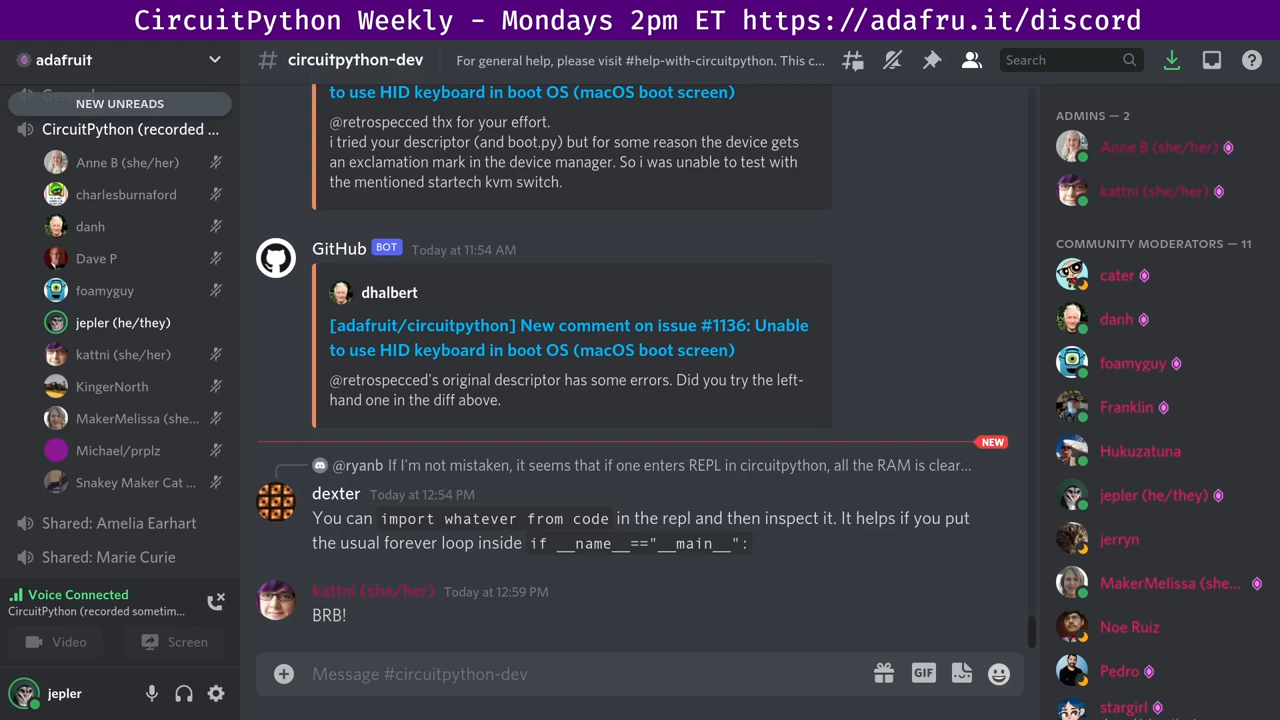 CircuitPython Weekly - Mondays 2pm ET https://adafru.it/discord
adafruit
General
NEW UNREADS
CircuitPython (recorded ...
Anne B (she/her)
charlesburnaford
danh
Dave P
foamyguy
jepler (he/they)
kattni (she/her)
KingerNorth
MakerMelissa (she...
Michael/prplz
Snakey Maker Cat ...
Shared: Amelia Earhart
Shared: Marie Curie
Voice Connected
CircuitPython (recorded sometim...
Video
Screen
jepler
circuitpython-dev
For general help, please visit #help-with-circuitpython. This c...
Search
to use HID keyboard in boot OS (macOS boot screen)
@retrospecced thx for your effort.
i tried your descriptor (and boot.py) but for some reason the device gets
an exclamation mark in the device manager. So i was unable to test with
the mentioned startech kvm switch.
GitHub BOT Today at 11:54 AM
dhalbert
[adafruit/circuitpython] New comment on issue #1136: Unable
to use HID keyboard in boot OS (macOS boot screen)
@retrospecced's original descriptor has some errors. Did you try the left-
hand one in the diff above.
NEW
@ryanb If I'm not mistaken, it seems that if one enters REPL in circuitpython, all the RAM is clear...
dexter Today at 12:54 PM
You can import whatever from code in the repl and then inspect it. It helps if you put
the usual forever loop inside if __name__=="__main__":
kattni (she/her) Today at 12:59 PM
BRB!
Message #circuitpython-dev
GIF
ADMINS — 2
Anne B (she/her)
kattni (she/her)
COMMUNITY MODERATORS — 11
cater
danh
foamyguy
Franklin
Hukuzatuna
jepler (he/they)
jerryn
MakerMelissa (she...
Noe Ruiz
Pedro
stargirl